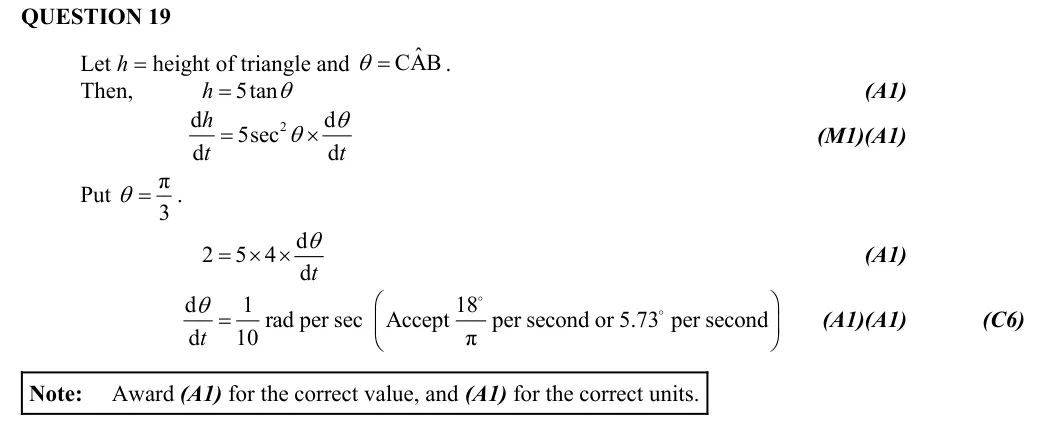 QUESTION 19
Let h = height of triangle and θ = CÂB .
Then, h = 5 tan θ (A1)
dh/dt = 5sec² θ × dθ/dt (M1)(A1)
Put θ = π/3 .
2 = 5 × 4 × dθ/dt (A1)
dθ/dt = 1/10 rad per sec (Accept 18°/π per second or 5.73° per second) (A1)(A1) (C6)
Note: Award (A1) for the correct value, and (A1) for the correct units.